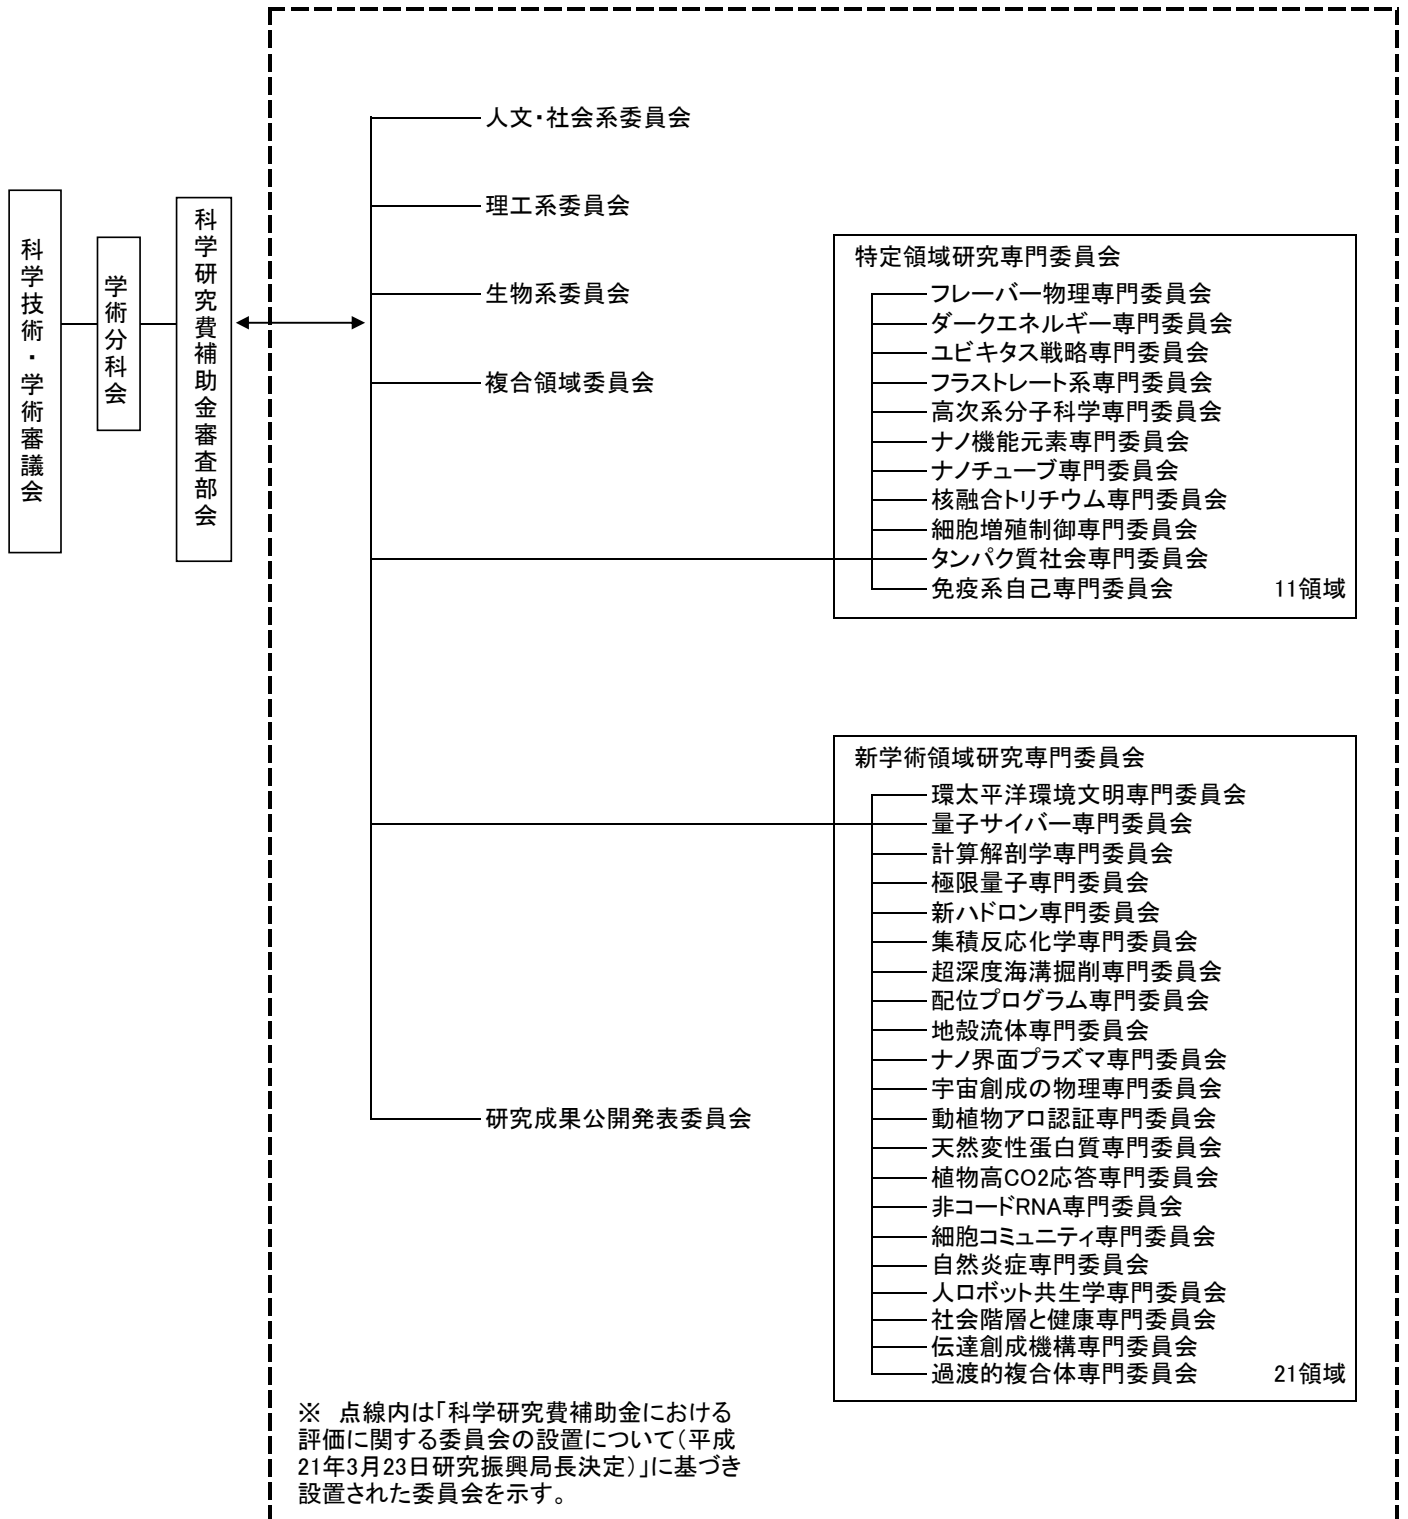 科学技術・学術審議会
学術分科会
科学研究費補助金審査部会
人文・社会系委員会
理工系委員会
生物系委員会
複合領域委員会
特定領域研究専門委員会
フレーバー物理専門委員会
ダークエネルギー専門委員会
ユビキタス戦略専門委員会
フラストレート系専門委員会
高次系分子科学専門委員会
ナノ機能元素専門委員会
ナノチューブ専門委員会
核融合トリチウム専門委員会
細胞増殖制御専門委員会
タンパク質社会専門委員会
免疫系自己専門委員会 11領域
新学術領域研究専門委員会
環太平洋環境文明専門委員会
量子サイバー専門委員会
計算解剖学専門委員会
極限量子専門委員会
新ハドロン専門委員会
集積反応化学専門委員会
超深度海溝掘削専門委員会
配位プログラム専門委員会
地殻流体専門委員会
ナノ界面プラズマ専門委員会
宇宙創成の物理専門委員会
動植物アロ認証専門委員会
天然変性蛋白質専門委員会
植物高CO2応答専門委員会
非コードRNA専門委員会
細胞コミュニティ専門委員会
自然炎症専門委員会
人ロボット共生学専門委員会
社会階層と健康専門委員会
伝達創成機構専門委員会
過渡的複合体専門委員会 21領域
研究成果公開発表委員会
※ 点線内は「科学研究費補助金における
評価に関する委員会の設置について（平成
21年3月23日研究振興局長決定）」に基づき
設置された委員会を示す。